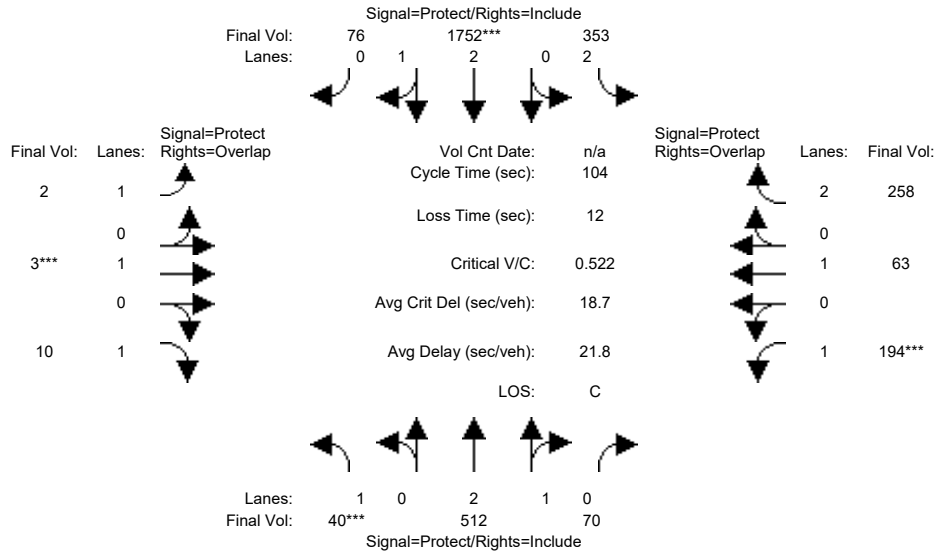 Signal=Protect/Rights=Include
Final Vol: 76 1752*** 353
Lanes: 0 1 2 0 2
Signal=Protect
Final Vol: Lanes: Rights=Overlap
Vol Cnt Date: n/a
Signal=Protect
Rights=Overlap Lanes: Final Vol:
Cycle Time (sec): 104
2 1
2 258
Loss Time (sec): 12
0
0
3*** 1
Critical V/C: 0.522
1 63
0
Avg Crit Del (sec/veh): 18.7
0
10 1
Avg Delay (sec/veh): 21.8
1 194***
LOS: C
Lanes: 1 0 2 1 0
Final Vol: 40*** 512 70
Signal=Protect/Rights=Include